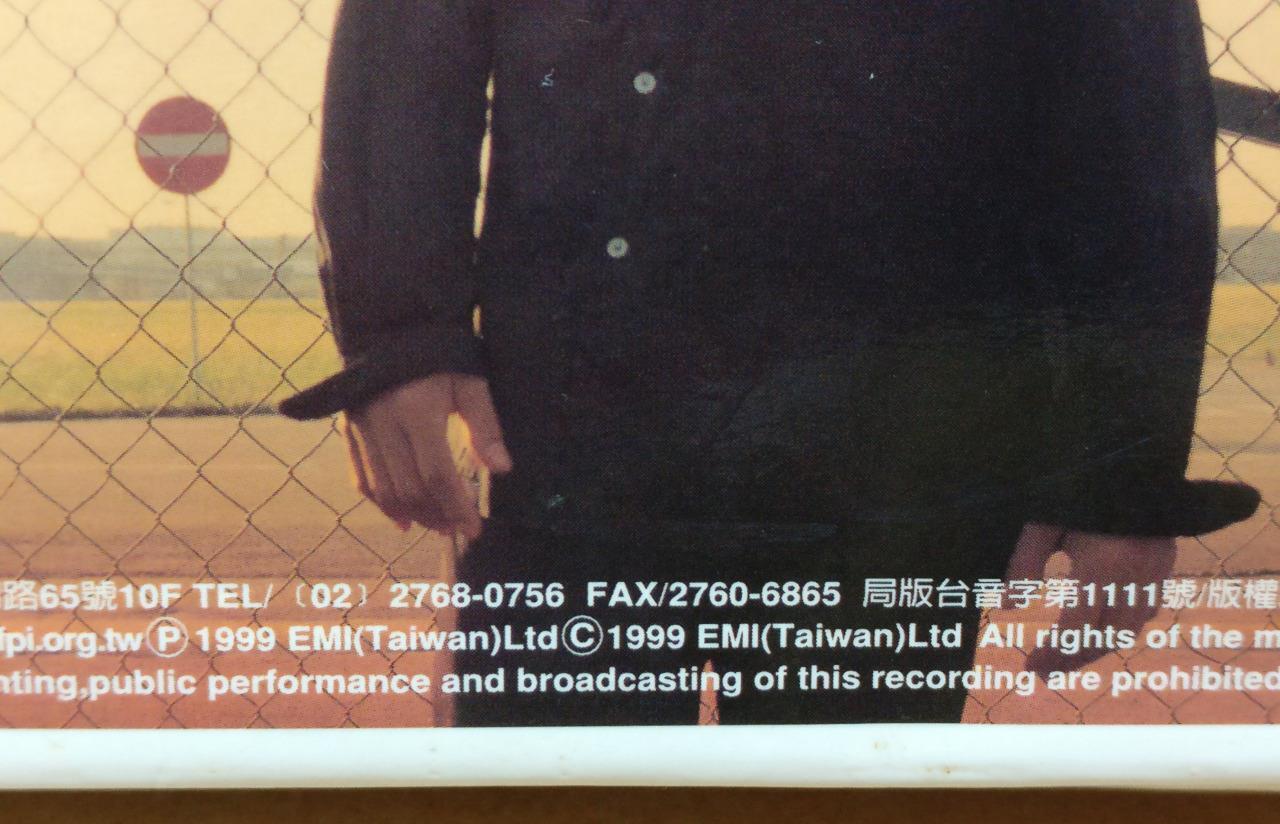 路65號10F TEL/ 〔02〕 2768-0756 FAX/2760-6865 局版台音字第1111號/版權
fpi.org.tw Ⓟ 1999 EMI(Taiwan)Ltd Ⓒ 1999 EMI(Taiwan)Ltd All rights of the m
nting,public performance and broadcasting of this recording are prohibited